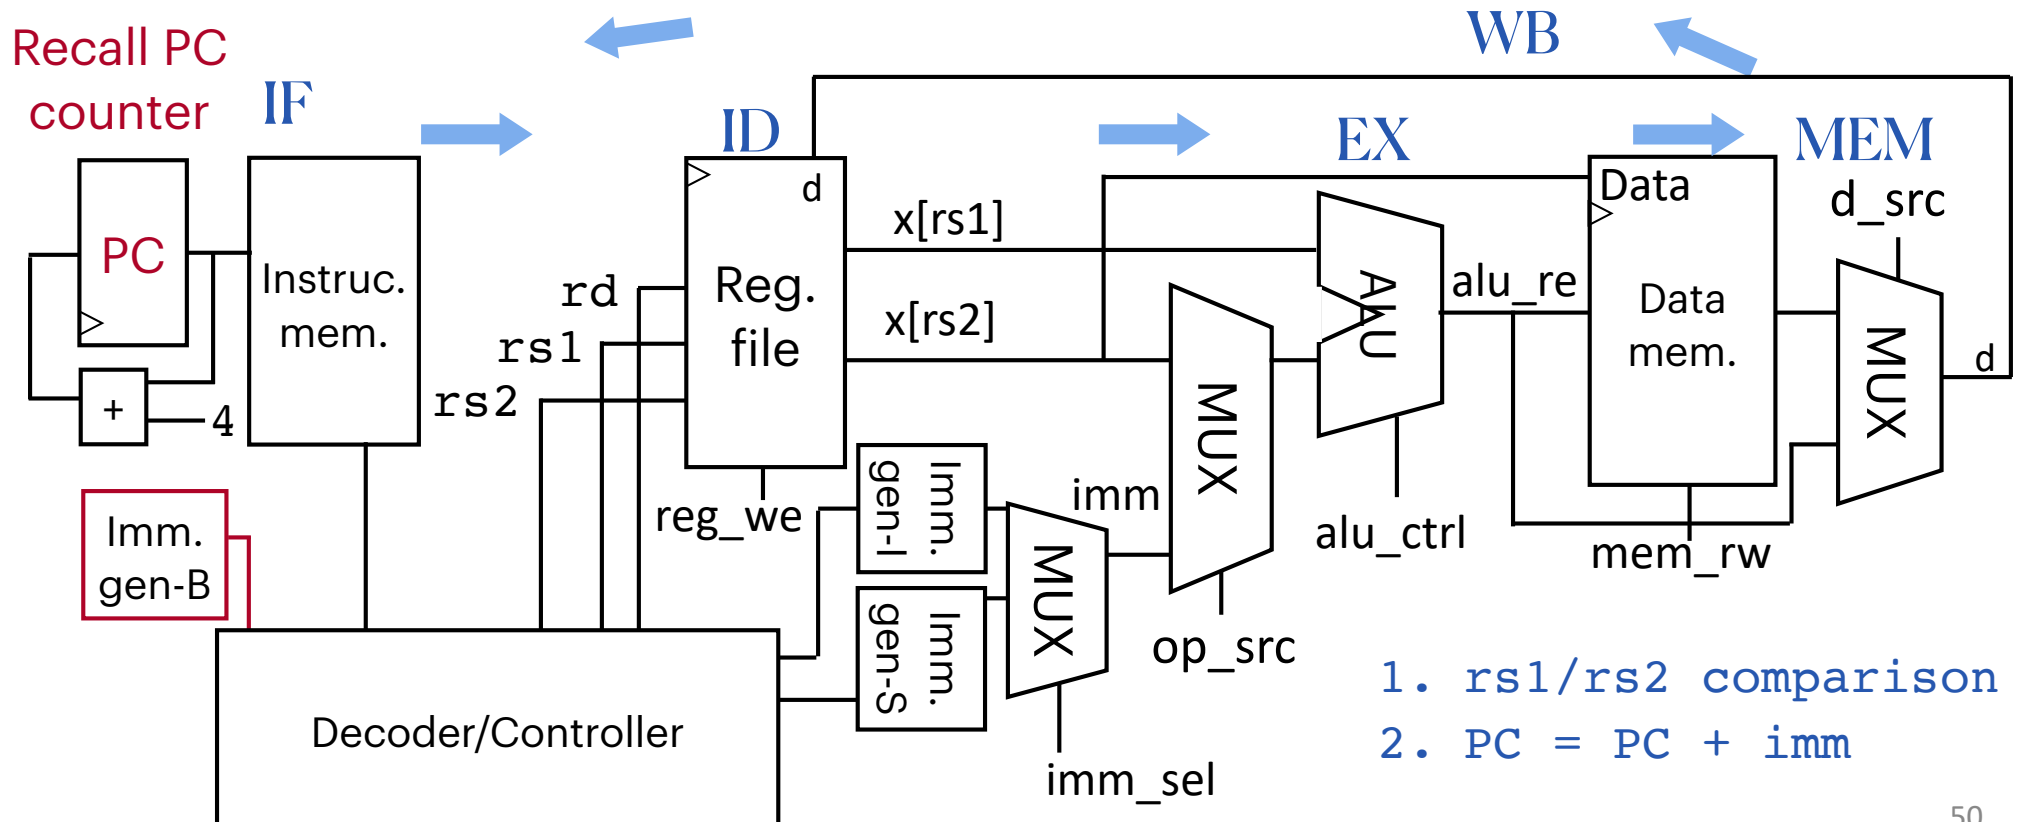 Recall PC
counter
IF
ID
EX
WB
MEM
PC
+
4
Instruc.
mem.
rd
rs1
rs2
d
Reg.
file
reg_we
x[rs1]
x[rs2]
Imm.
gen-I
Imm.
gen-S
MUX
imm_sel
imm
MUX
op_src
ALU
alu_ctrl
alu_re
Data
Data
mem.
mem_rw
d_src
MUX
d
Imm.
gen-B
Decoder/Controller
1. rs1/rs2 comparison
2. PC = PC + imm
50